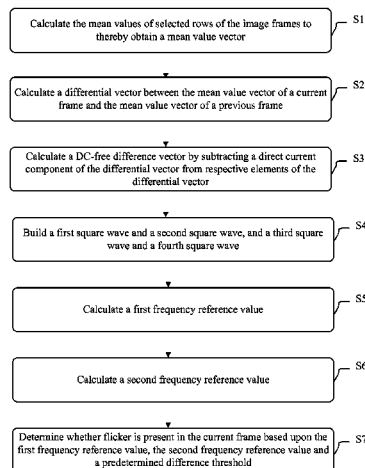 Calculate the mean values of selected rows of the image frames to
thereby obtain a mean value vector
S1
Calculate a differential vector between the mean value vector of a current
frame and the mean value vector of a previous frame
S2
Calculate a DC-free difference vector by subtracting a direct current
component of the differential vector from respective elements of the
differential vector
S3
Build a first square wave and a second square wave, and a third square
wave and a fourth square wave
S4
Calculate a first frequency reference value
S5
Calculate a second frequency reference value
S6
Determine whether flicker is present in the current frame based upon the
first frequency reference value, the second frequency reference value and
a predetermined difference threshold
S7